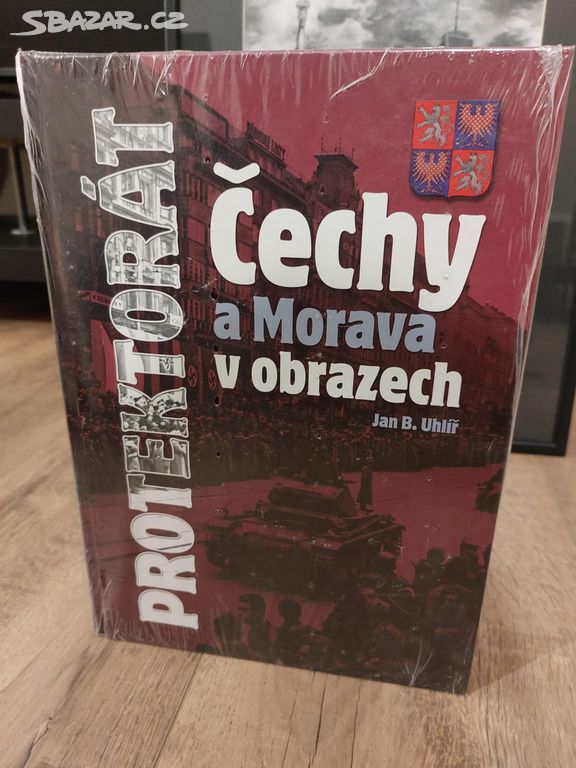 SBAZAR.CZ
PROTEKTORÁT
Čechy
a Morava
v obrazech
Jan B. Uhlíř